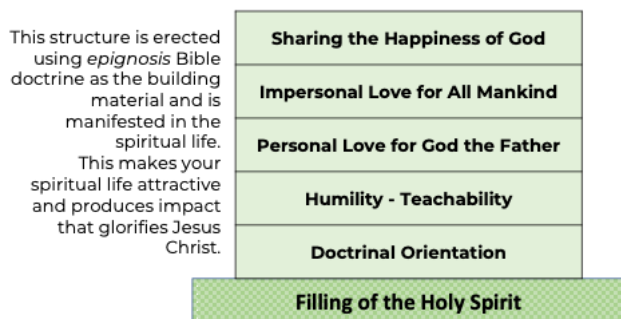 This structure is erected
using epignosis Bible
doctrine as the building
material and is
manifested in the
spiritual life.
This makes your
spiritual life attractive
and produces impact
that glorifies Jesus
Christ.
Sharing the Happiness of God
Impersonal Love for All Mankind
Personal Love for God the Father
Humility - Teachability
Doctrinal Orientation
Filling of the Holy Spirit